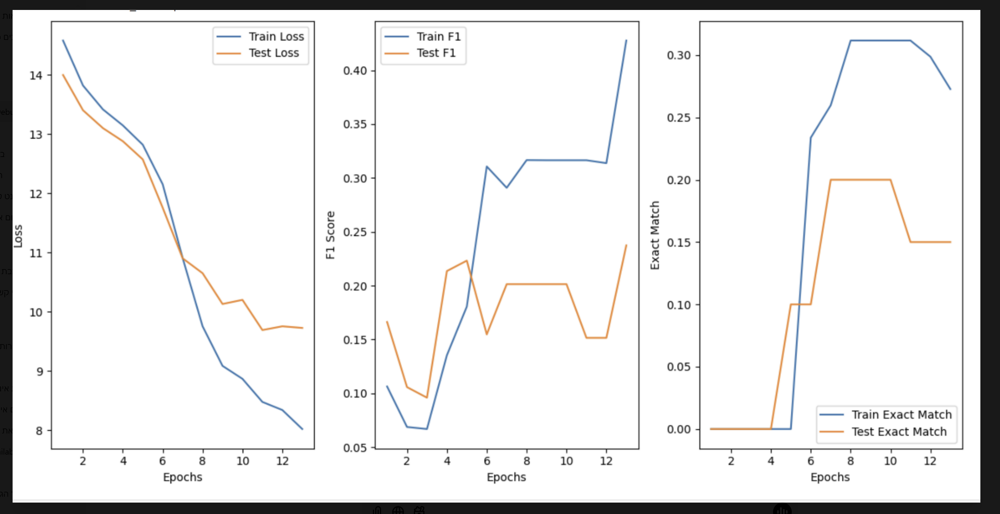 Train Loss
Test Loss
14
13
12
11
10
9
8
Loss
2 4 6 8 10 12
Epochs
Train F1
Test F1
0.40
0.35
0.30
0.25
0.20
0.15
0.10
0.05
F1 Score
2 4 6 8 10 12
Epochs
0.30
0.25
0.20
0.15
0.10
0.05
0.00
Exact Match
Train Exact Match
Test Exact Match
2 4 6 8 10 12
Epochs